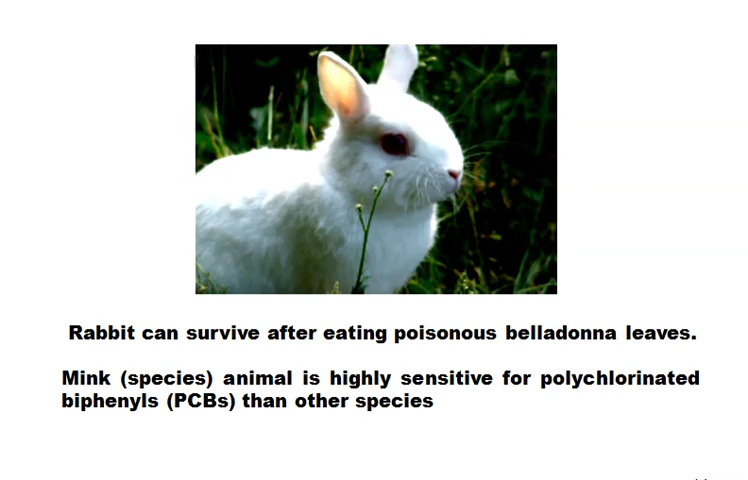 Rabbit can survive after eating poisonous belladonna leaves.
Mink (species) animal is highly sensitive for polychlorinated
biphenyls (PCBs) than other species